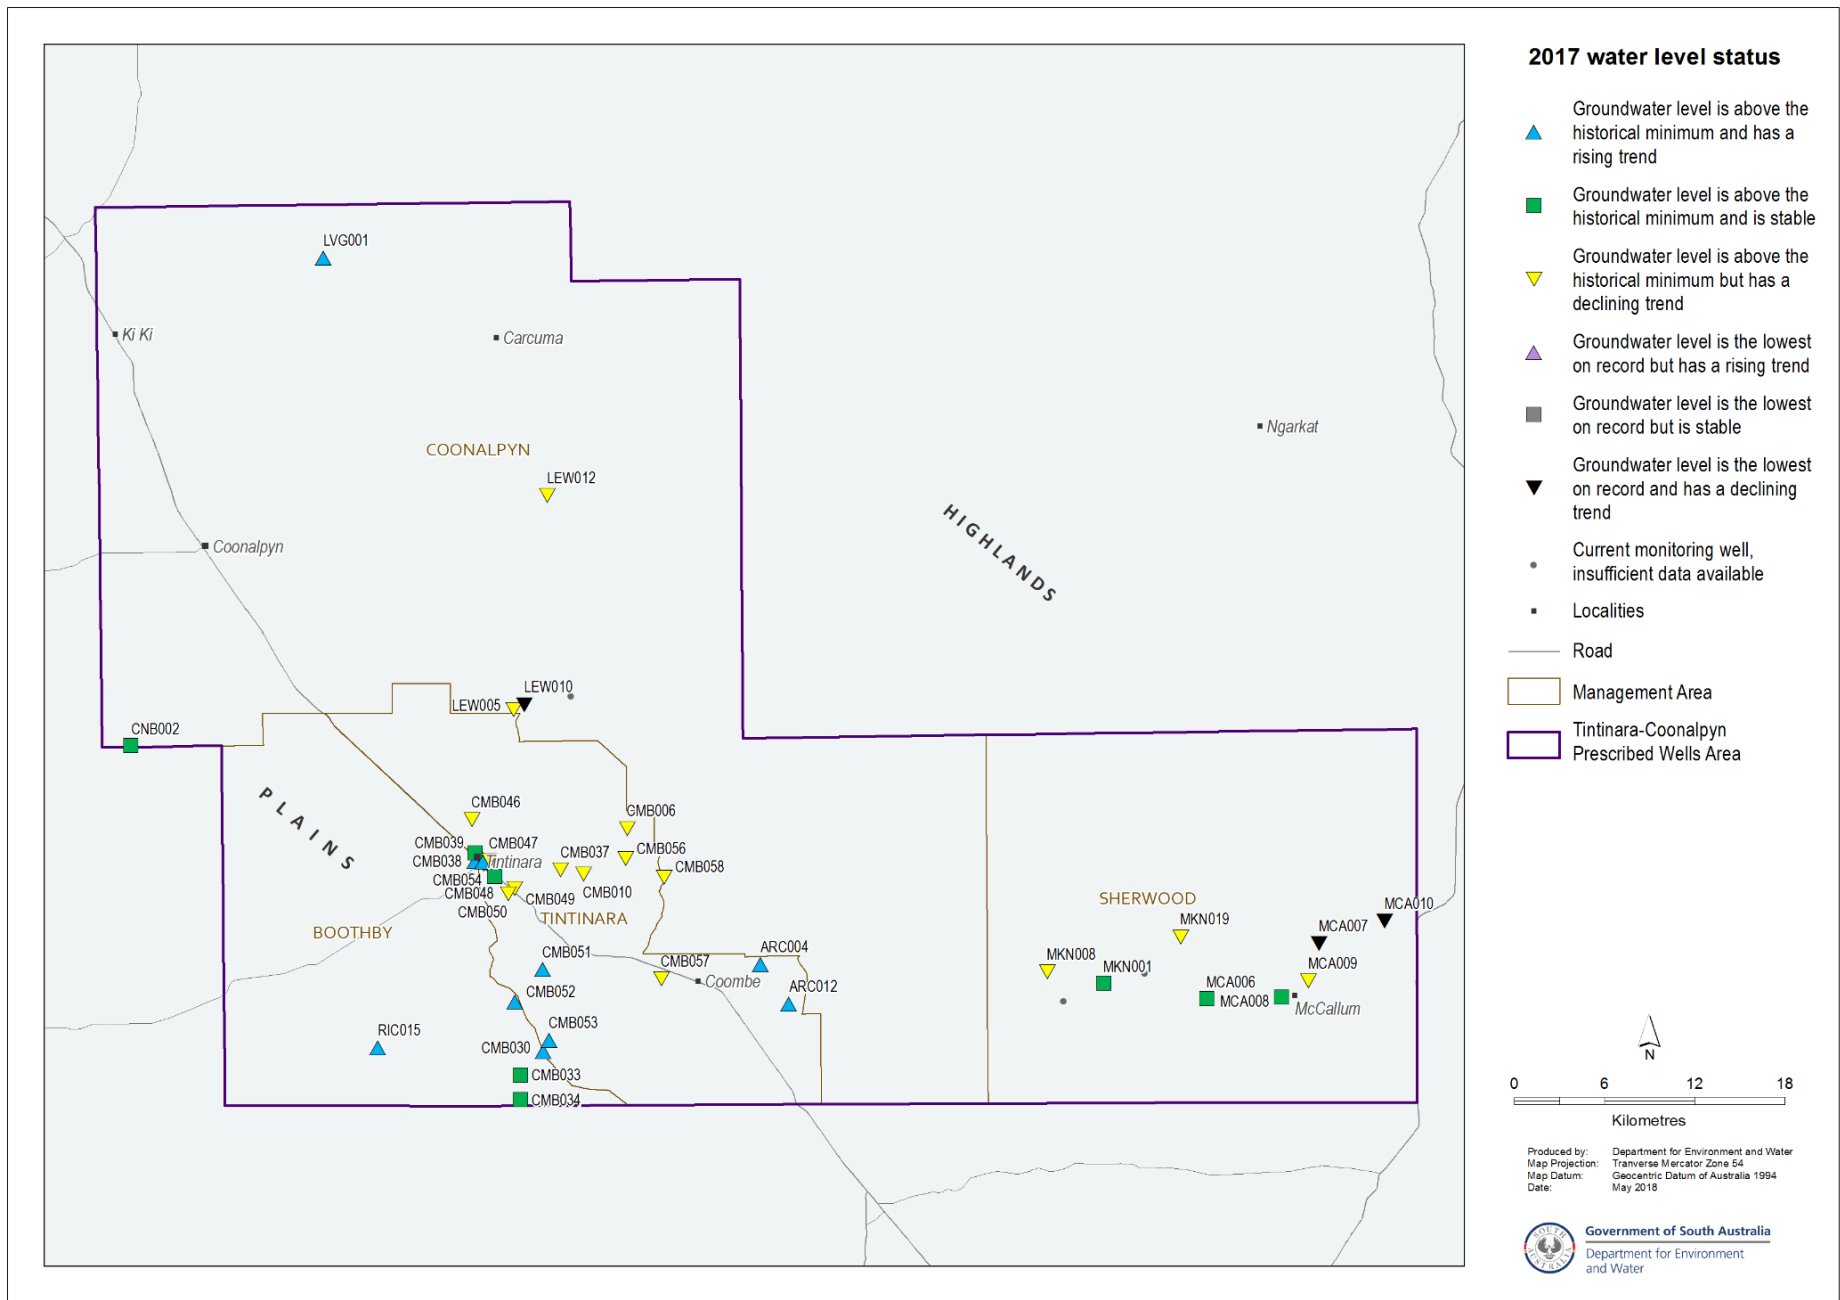 2017 water level status
Groundwater level is above the
historical minimum and has a
rising trend
Groundwater level is above the
historical minimum and is stable
Groundwater level is above the
historical minimum but has a
declining trend
Groundwater level is the lowest
on record but has a rising trend
Groundwater level is the lowest
on record but is stable
Groundwater level is the lowest
on record and has a declining
trend
Current monitoring well,
insufficient data available
Localities
Road
Management Area
Tintinara-Coonalpyn
Prescribed Wells Area
LVG001
Ki Ki
Carcuma
Ngarkat
COONALPYN
LEW012
HIGHLANDS
Coonalpyn
LEW010
LEW005
CNB002
PLAINS
CMB046
GMB006
CMB039
CMB047
CMB038
Tintinara
CMB037
CMB056
CMB058
CMB054
CMB048
CMB049
CMB010
CMB050
TINTINARA
BOOTHBY
SHERWOOD
MCA010
MKN019
MCA007
CMB051
ARC004
CMB057
MKN008
MKN001
MCA009
Coombe
ARC012
MCA006
MCA008
McCallum
CMB052
RIC015
CMB053
CMB030
CMB033
CMB034
N
0 6 12 18
Kilometres
Produced by: Department for Environment and Water
Map Projection: Tranverse Mercator Zone 54
Map Datum: Geocentric Datum of Australia 1994
Date: May 2018
SOUTH AUSTRALIA
Government of South Australia
Department for Environment
and Water